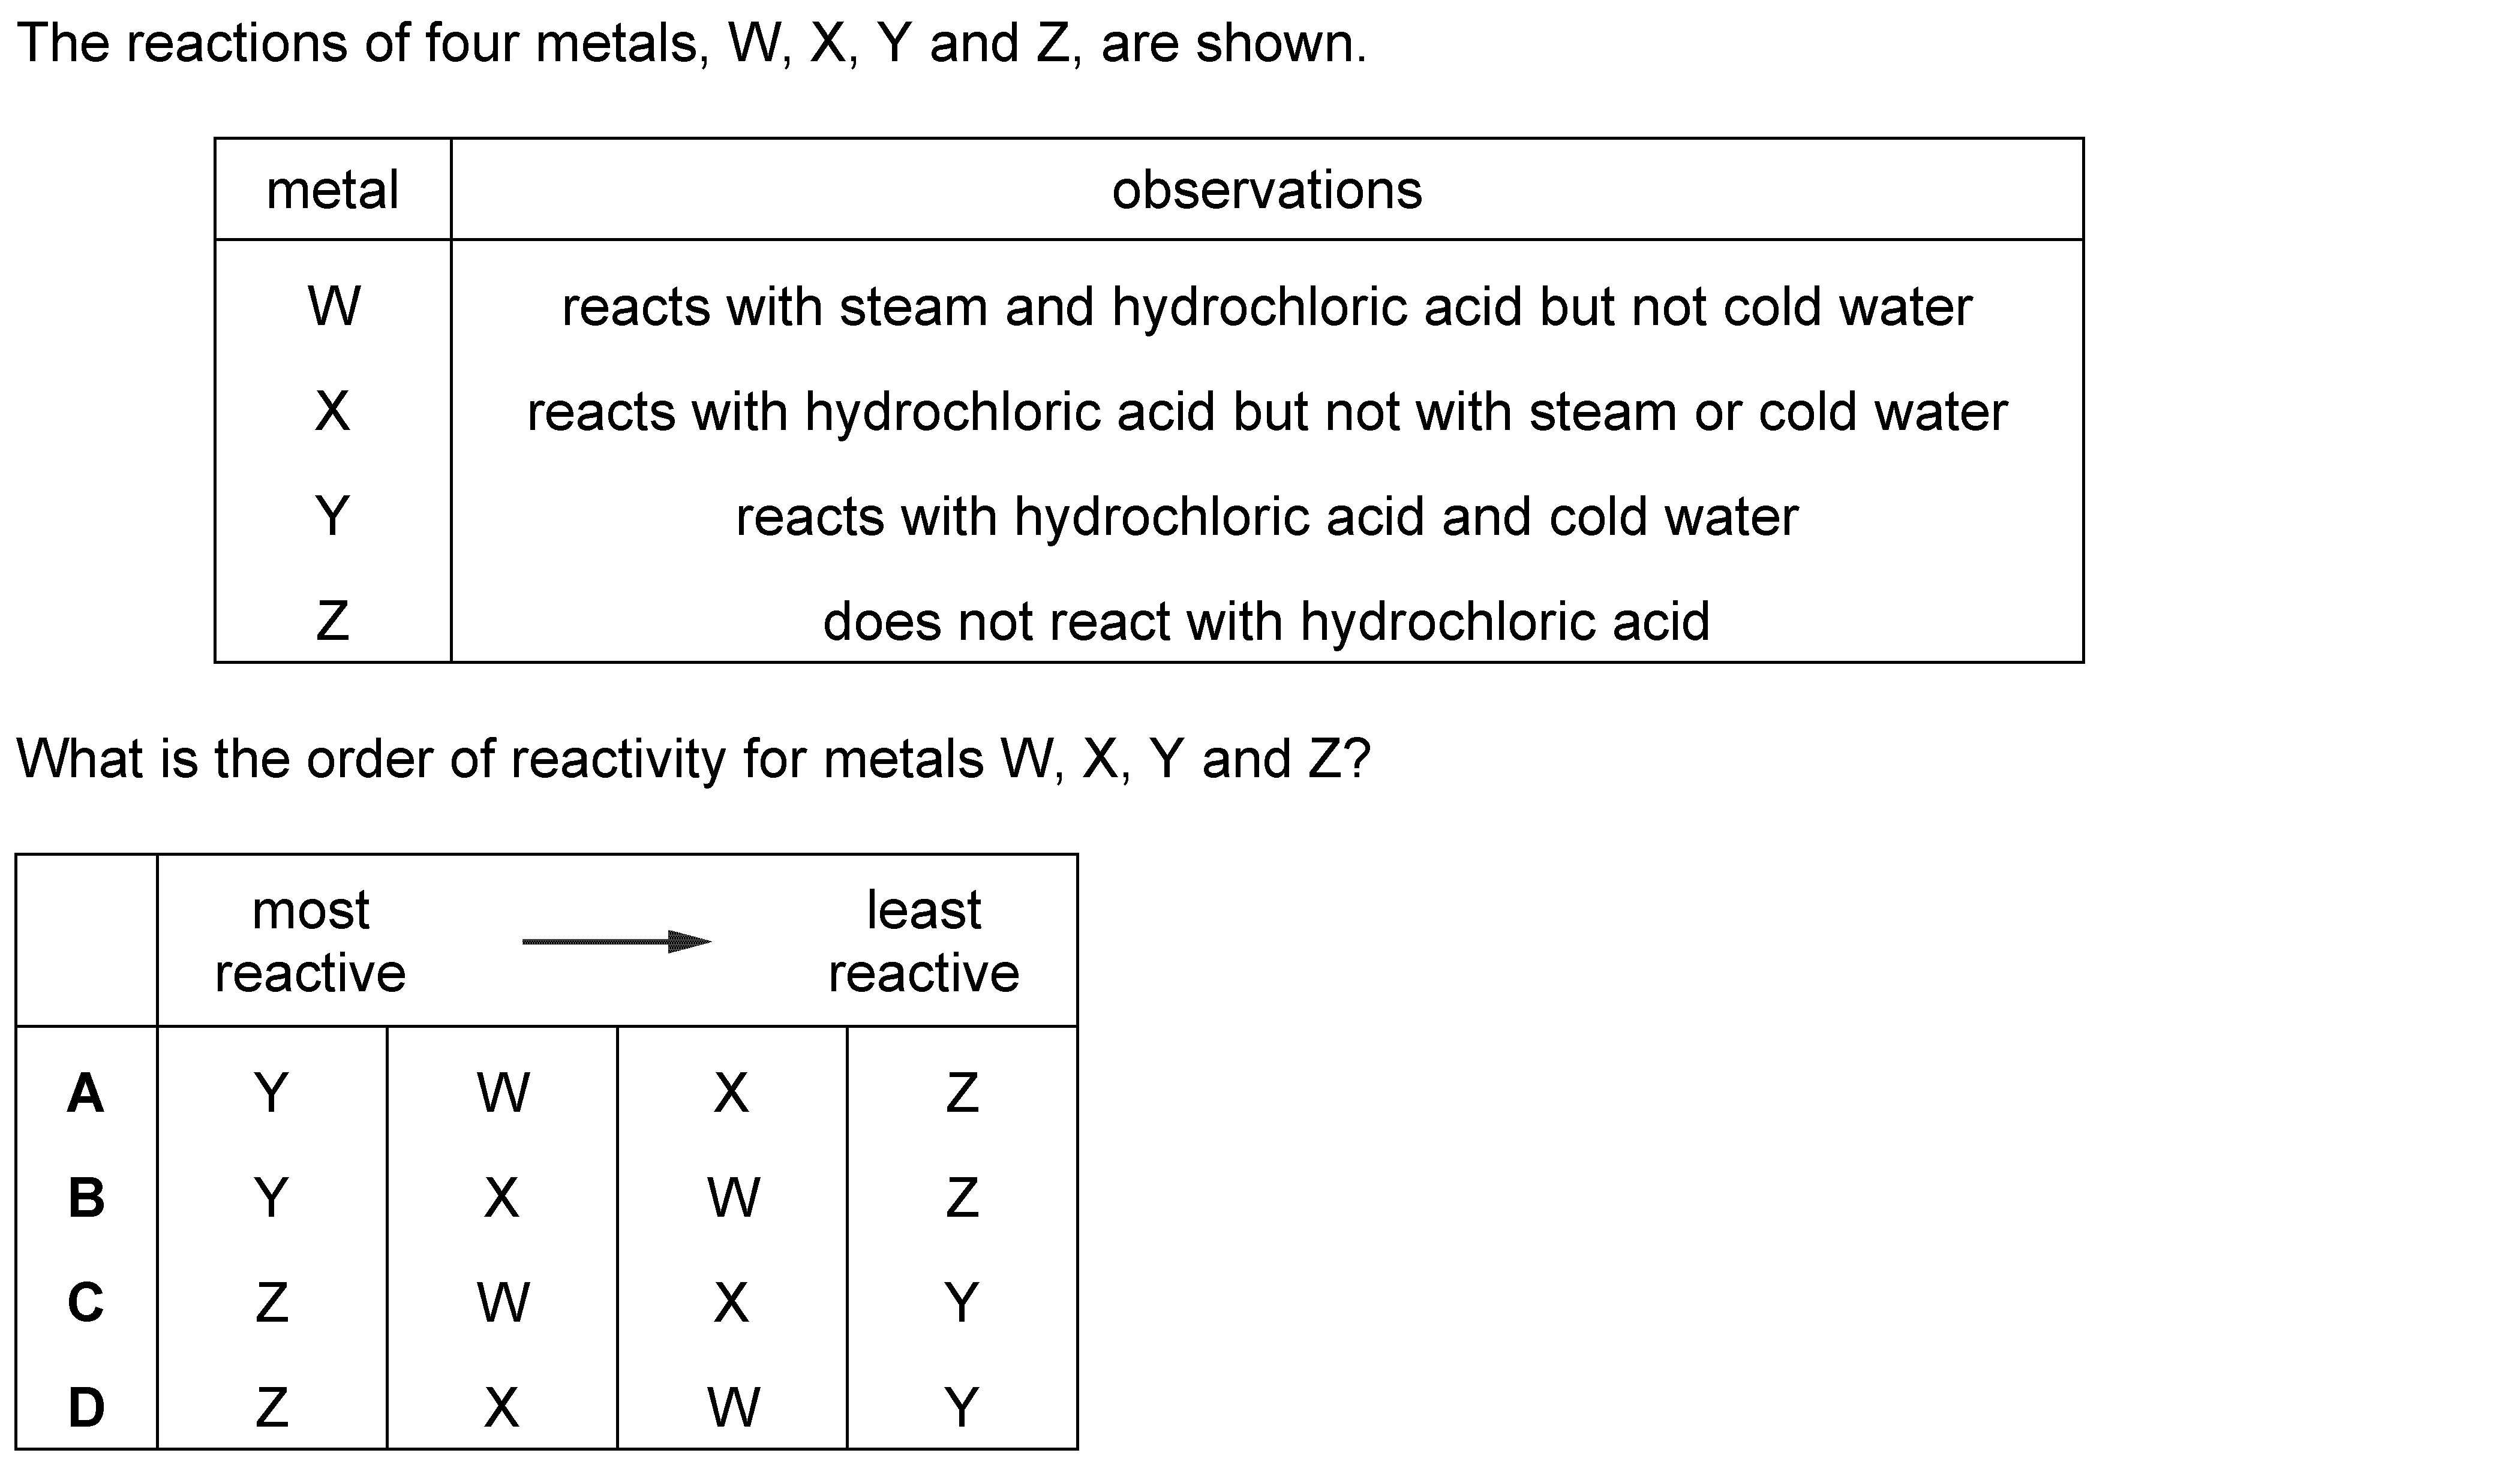 The reactions of four metals, W, X, Y and Z, are shown.
metal observations
W reacts with steam and hydrochloric acid but not cold water
X reacts with hydrochloric acid but not with steam or cold water
Y reacts with hydrochloric acid and cold water
Z does not react with hydrochloric acid
What is the order of reactivity for metals W, X, Y and Z?
most least
reactive reactive
A Y W X Z
B Y X W Z
C Z W X Y
D Z X W Y